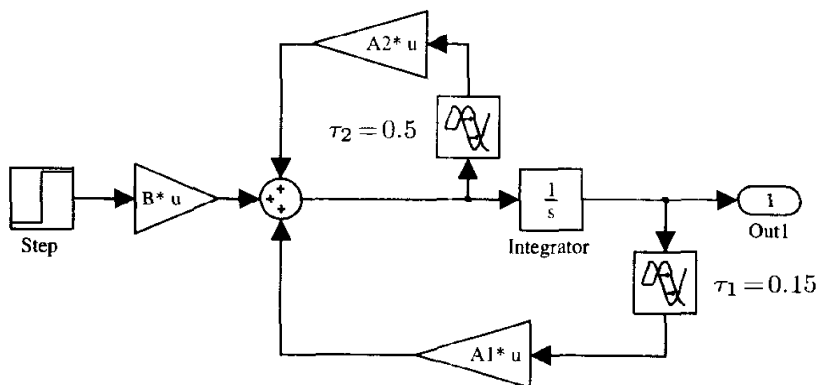 A2* u
τ₂ = 0.5
B* u
+
+
+
1
s
1
Step
Integrator
Out1
τ₁ = 0.15
A1* u